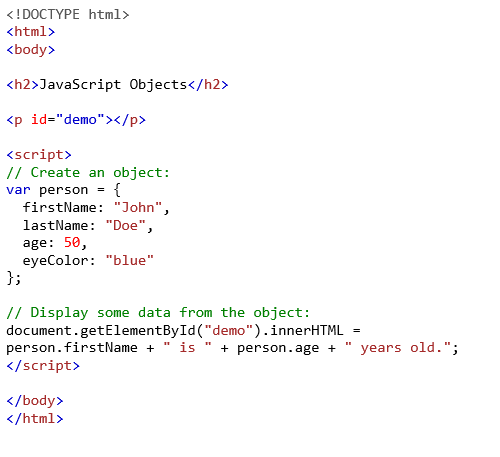 <!DOCTYPE html>
<html>
<body>
<h2>JavaScript Objects</h2>
<p id="demo"></p>
<script>
// Create an object:
var person = {
  firstName: "John",
  lastName: "Doe",
  age: 50,
  eyeColor: "blue"
};
// Display some data from the object:
document.getElementById("demo").innerHTML =
person.firstName + " is " + person.age + " years old.";
</script>
</body>
</html>